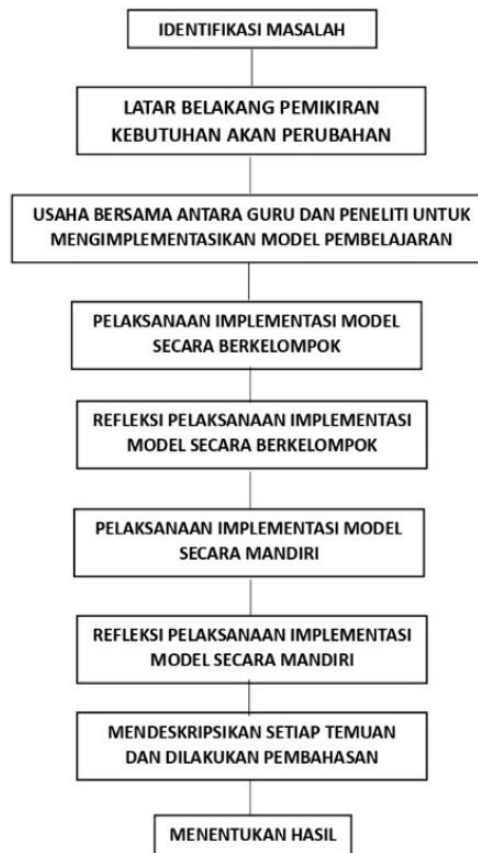 IDENTIFIKASI MASALAH
LATAR BELAKANG PEMIKIRAN
KEBUTUHAN AKAN PERUBAHAN
USAHA BERSAMA ANTARA GURU DAN PENELITI UNTUK
MENGIMPLEMENTASIKAN MODEL PEMBELAJARAN
PELAKSANAAN IMPLEMENTASI MODEL
SECARA BERKELOMPOK
REFLEKSI PELAKSANAAN IMPLEMENTASI
MODEL SECARA BERKELOMPOK
PELAKSANAAN IMPLEMENTASI MODEL
SECARA MANDIRI
REFLEKSI PELAKSANAAN IMPLEMENTASI
MODEL SECARA MANDIRI
MENDESKRIPSIKAN SETIAP TEMUAN
DAN DILAKUKAN PEMBAHASAN
MENENTUKAN HASIL